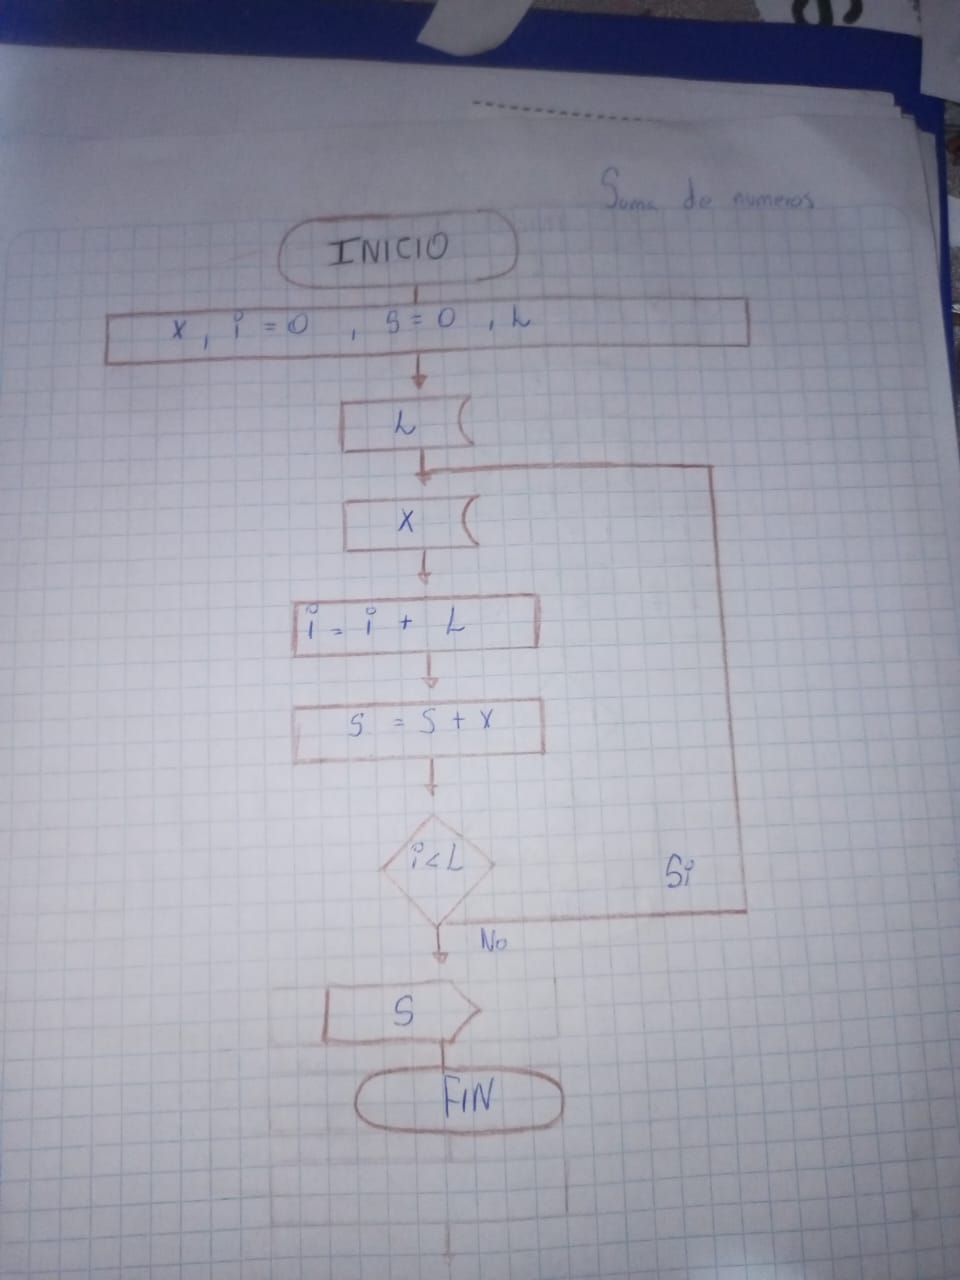 Suma de numeros
INICIO
x, i = 0, S = 0, L
L
X
i = i + L
S = S + X
i < L
Si
No
S
FIN